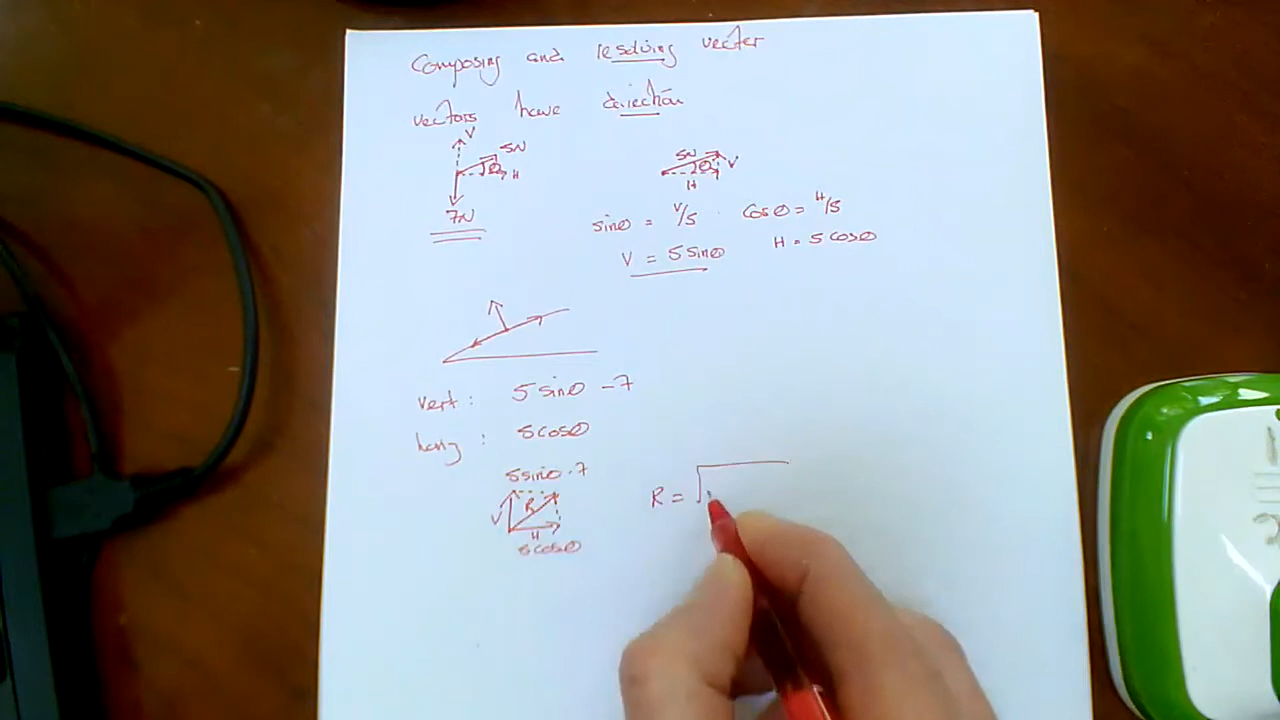 Composing and resolving vector
vectors have direction
V
5N
θ
H
7N
5N
θ
V
H
sinθ = V/5
cosθ = H/5
V = 5sinθ
H = 5cosθ
vert: 5sinθ - 7
5cosθ
5sinθ - 7
V
R
H
5cosθ
R = √